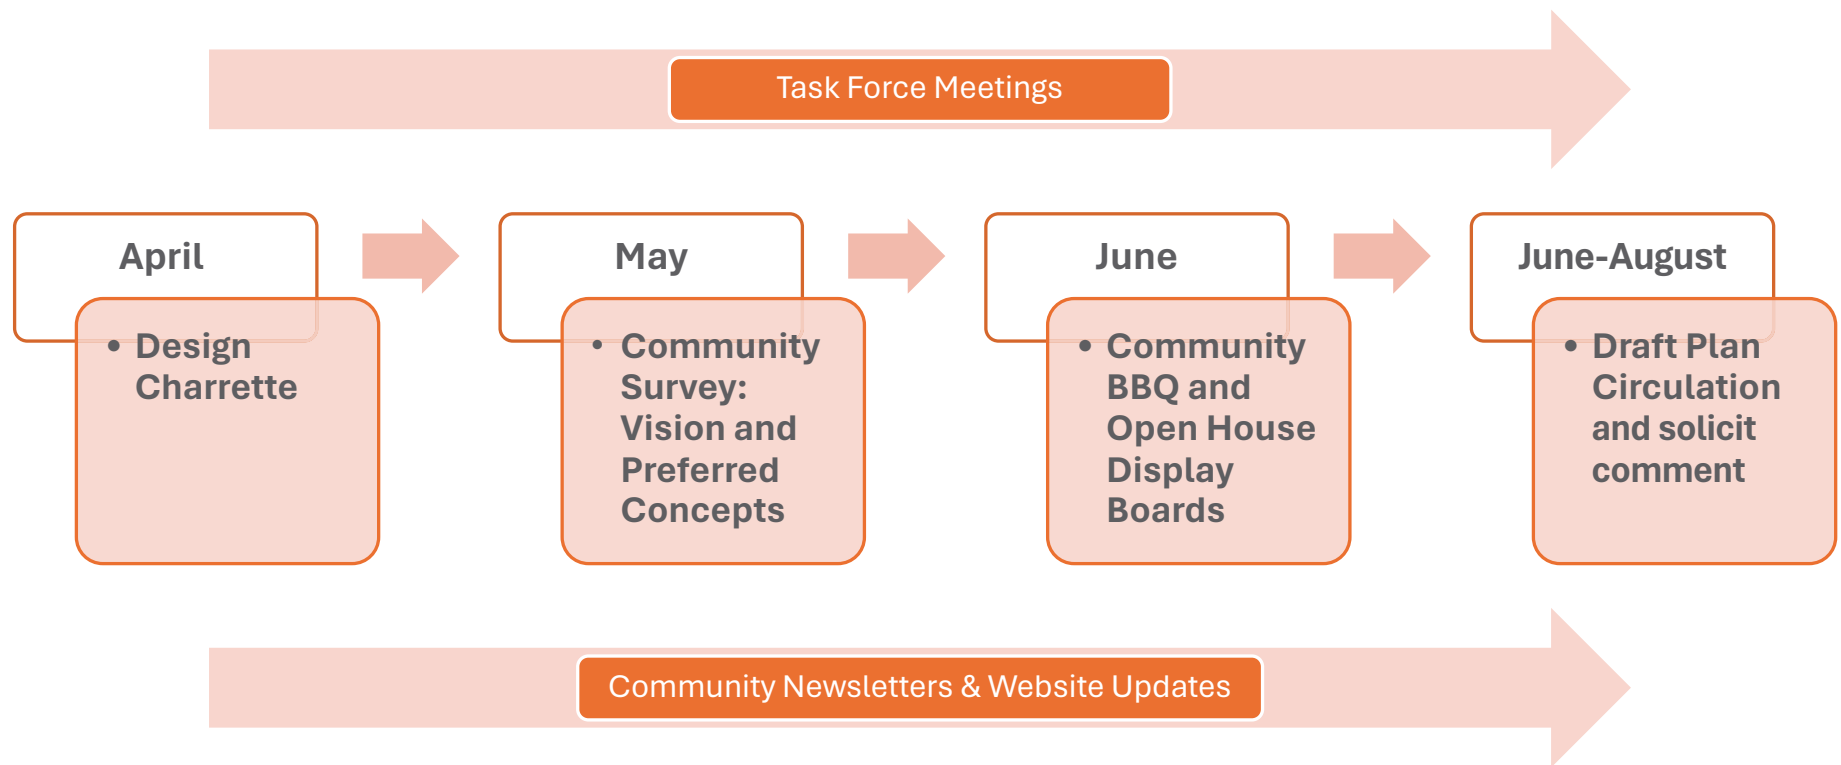 Task Force Meetings
April
• Design
Charrette
May
• Community
Survey:
Vision and
Preferred
Concepts
June
• Community
BBQ and
Open House
Display
Boards
June-August
• Draft Plan
Circulation
and solicit
comment
Community Newsletters & Website Updates